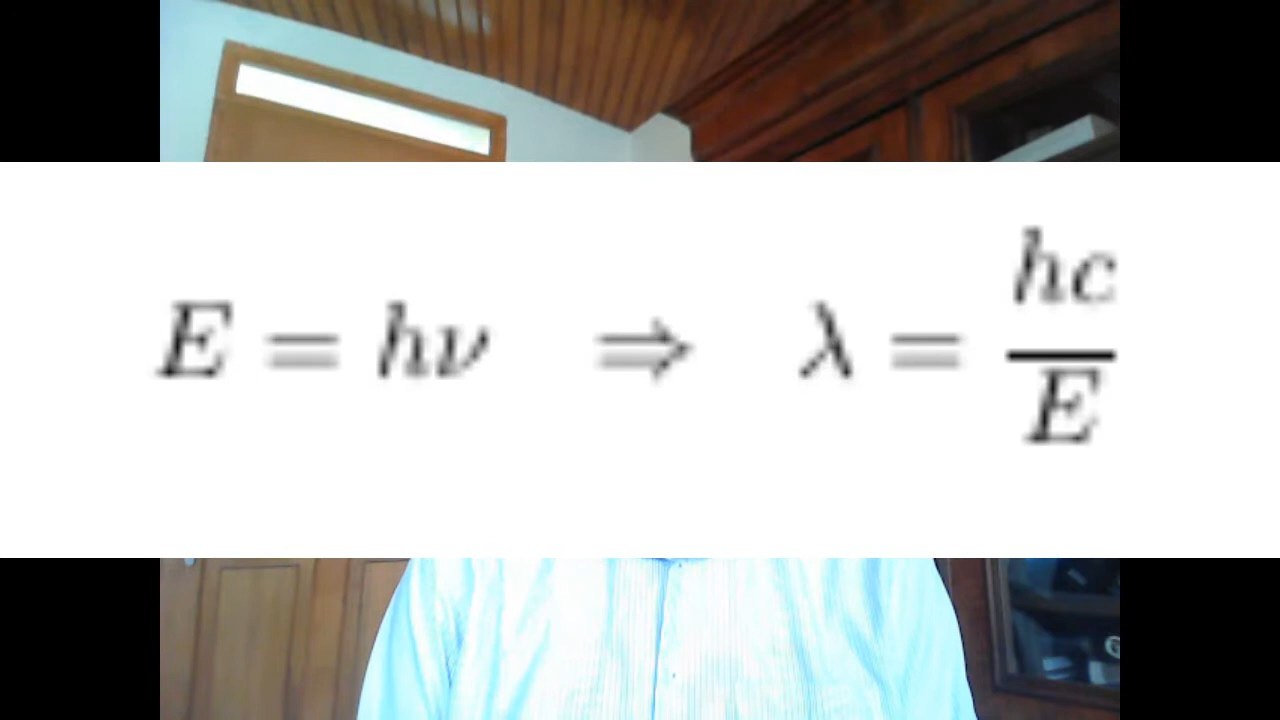 E = hν ⇒ λ = hc/E